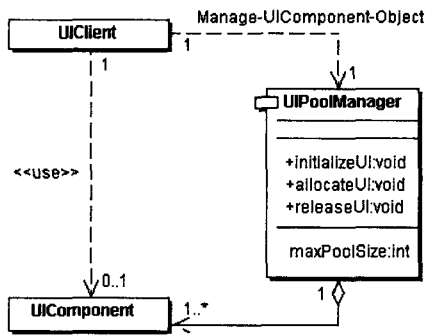 Manage-UIComponent-Object
UIClient
1
1
1
UIPoolManager
+initializeUI:void
+allocateUI:void
+releaseUI:void
<<use>>
maxPoolSize:int
0..1
1
UIComponent
1..*